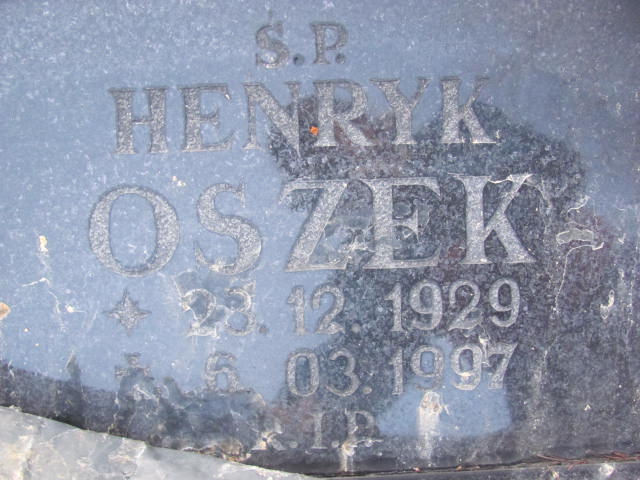 S.P.
HENRYK
OSZEK
23. 12. 1929
6. 03. 1997
R.I.P.